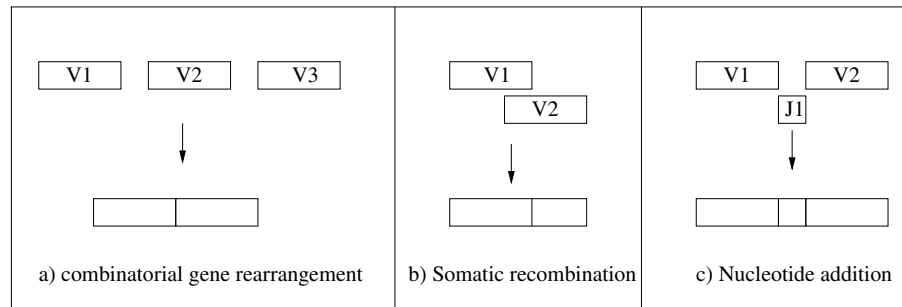 V1 V2 V3
a) combinatorial gene rearrangement
V1
V2
b) Somatic recombination
V1 V2
J1
c) Nucleotide addition